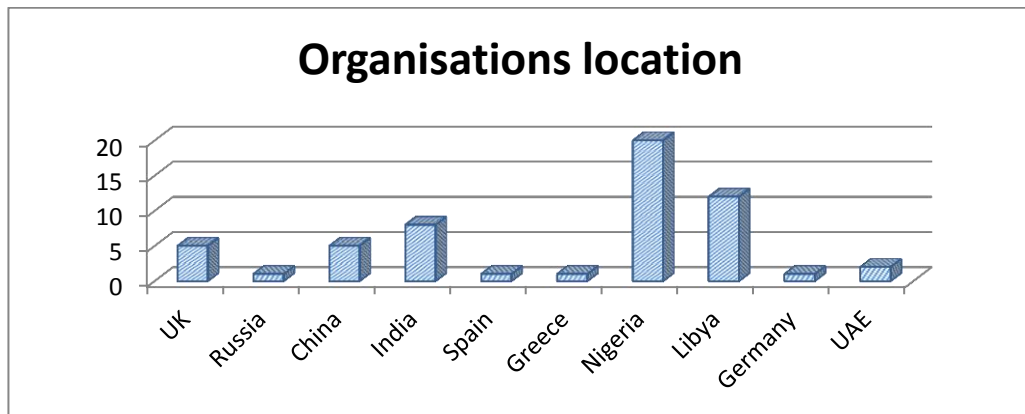 Organisations location
20
15
10
5
0
UK
Russia
China
India
Spain
Greece
Nigeria
Libya
Germany
UAE